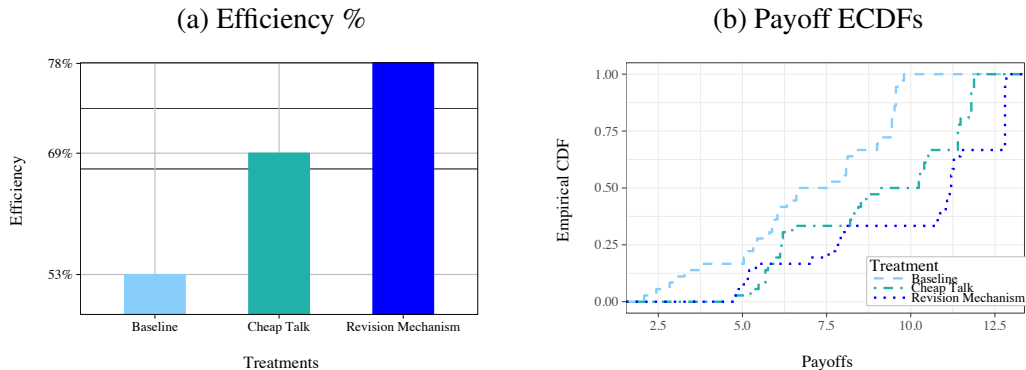 (a) Efficiency %
78%
69%
53%
Efficiency
Baseline
Cheap Talk
Revision Mechanism
Treatments
(b) Payoff ECDFs
1.00
0.75
0.50
0.25
0.00
Empirical CDF
Treatment
Baseline
Cheap Talk
Revision Mechanism
2.5
5.0
7.5
10.0
12.5
Payoffs